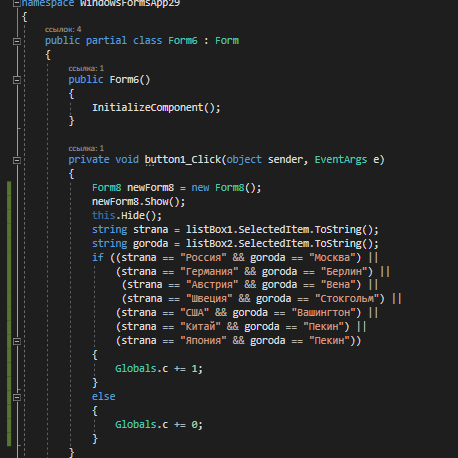 namespace WindowsFormsApp29
{
ссылок: 4
public partial class Form6 : Form
{
ссылка: 1
public Form6()
{
InitializeComponent();
}
ссылка: 1
private void button1_Click(object sender, EventArgs e)
{
Form8 newForm8 = new Form8();
newForm8.Show();
this.Hide();
string strana = listBox1.SelectedItem.ToString();
string goroda = listBox2.SelectedItem.ToString();
if ((strana == "Россия" && goroda == "Москва") ||
(strana == "Германия" && goroda == "Берлин") ||
(strana == "Австрия" && goroda == "Вена") ||
(strana == "Швеция" && goroda == "Стокгольм") ||
(strana == "США" && goroda == "Вашингтон") ||
(strana == "Китай" && goroda == "Пекин") ||
(strana == "Япония" && goroda == "Пекин"))
{
Globals.c += 1;
}
else
{
Globals.c += 0;
}
}